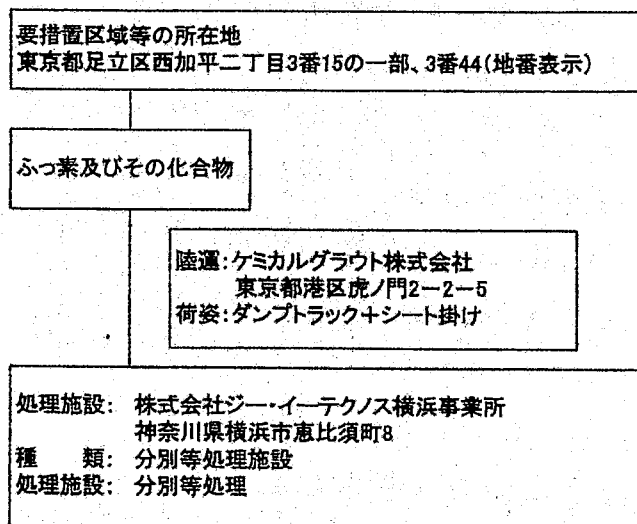 要措置区域等の所在地
東京都足立区西加平二丁目3番15の一部、3番44(地番表示)
ふっ素及びその化合物
陸運:ケミカルグラウト株式会社
東京都港区虎ノ門2-2-5
荷姿:ダンプトラック+シート掛け
処理施設: 株式会社ジー・イーテクノス横浜事業所
神奈川県横浜市恵比須町8
種　　類: 分別等処理施設
処理施設: 分別等処理